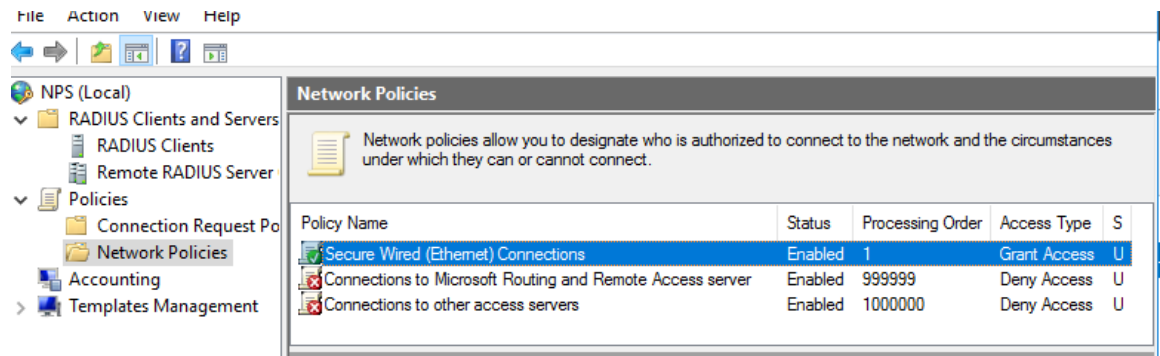 File Action View Help
NPS (Local)
RADIUS Clients and Servers
RADIUS Clients
Remote RADIUS Server
Policies
Connection Request Po
Network Policies
Accounting
Templates Management
Network Policies
Network policies allow you to designate who is authorized to connect to the network and the circumstances
under which they can or cannot connect.
Policy Name Status Processing Order Access Type S
Secure Wired (Ethernet) Connections Enabled 1 Grant Access U
Connections to Microsoft Routing and Remote Access server Enabled 999999 Deny Access U
Connections to other access servers Enabled 1000000 Deny Access U